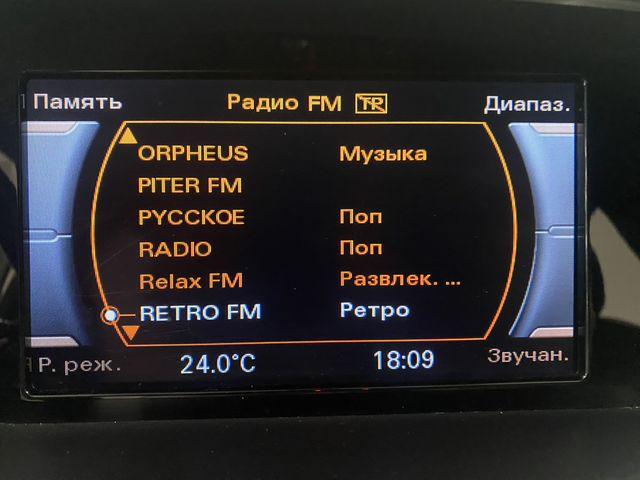 Память Радио FM TP Диапаз.
ORPHEUS Музыка
PITER FM
РУССКОЕ Поп
RADIO Поп
Relax FM Развлек. ...
RETRO FM Ретро
Р. реж. 24.0°C 18:09 Звучан.